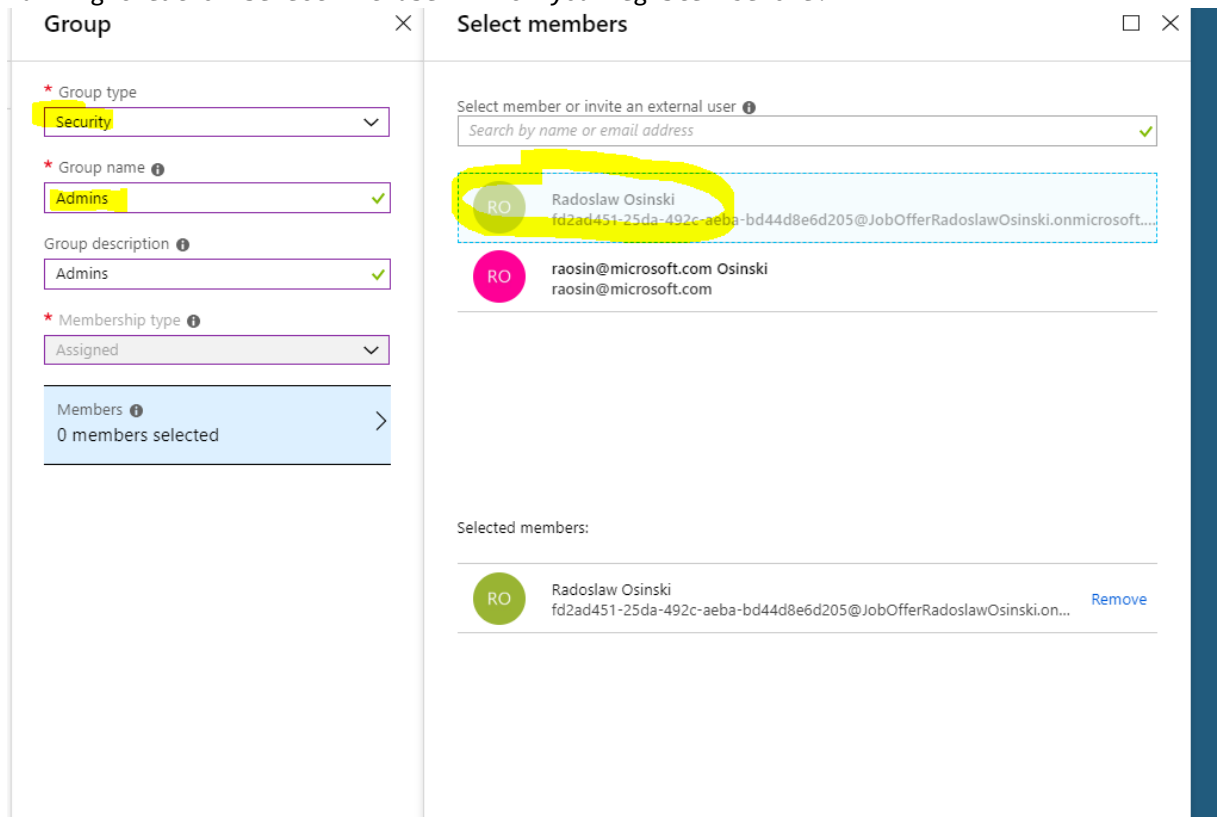 Group
Select members
* Group type
Security
* Group name
Admins
Group description
Admins
* Membership type
Assigned
Members
0 members selected
Select member or invite an external user
Search by name or email address
RO
Radoslaw Osinski
fd2ad451-25da-492c-aeba-bd44d8e6d205@JobOfferRadoslawOsinski.onmicrosoft....
RO
raosin@microsoft.com Osinski
raosin@microsoft.com
Selected members:
RO
Radoslaw Osinski
fd2ad451-25da-492c-aeba-bd44d8e6d205@JobOfferRadoslawOsinski.on...
Remove